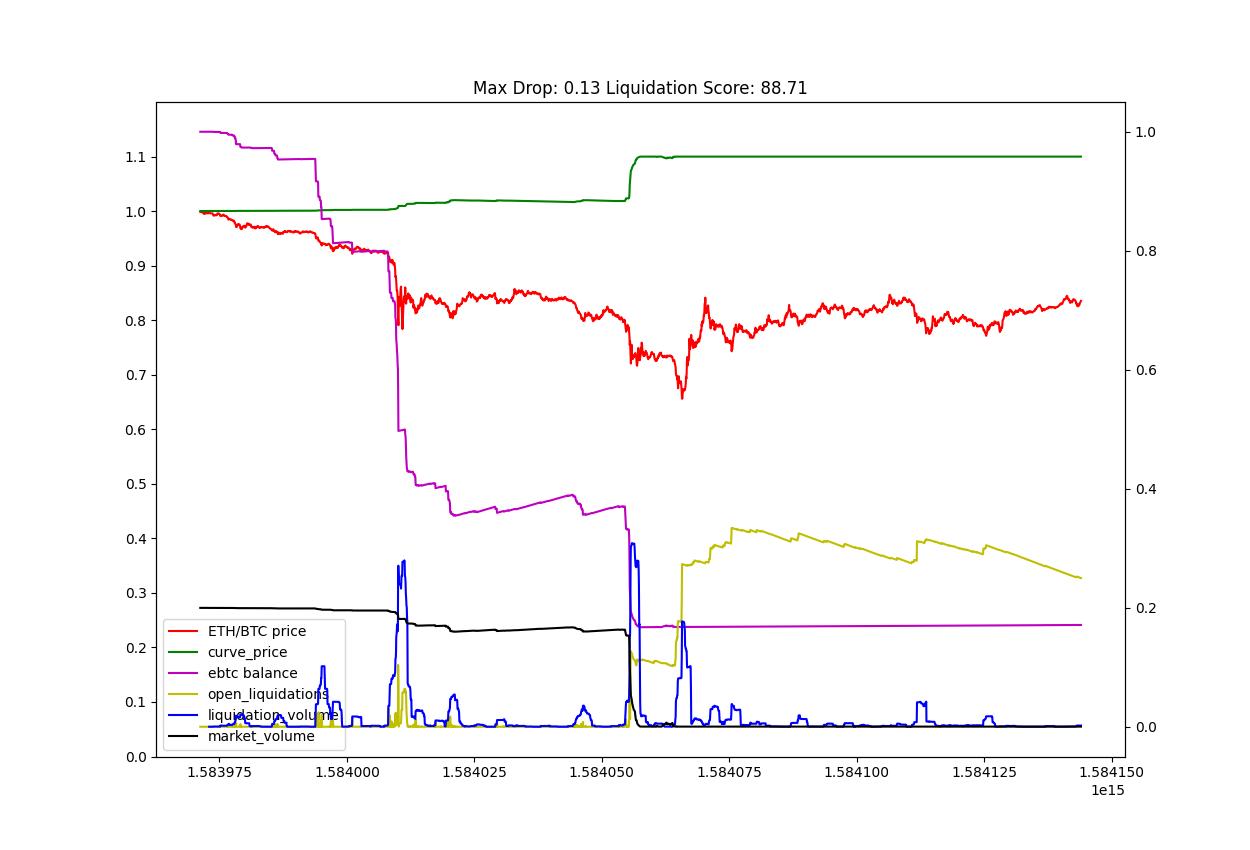 Max Drop: 0.13 Liquidation Score: 88.71
1.1
1.0
0.9
0.8
0.7
0.6
0.5
0.4
0.3
0.2
0.1
0.0
1.0
0.8
0.6
0.4
0.2
0.0
ETH/BTC price
curve_price
ebtc balance
open_liquidations
liquidation_volume
market_volume
1.583975 1.584000 1.584025 1.584050 1.584075 1.584100 1.584125 1.584150
1e15